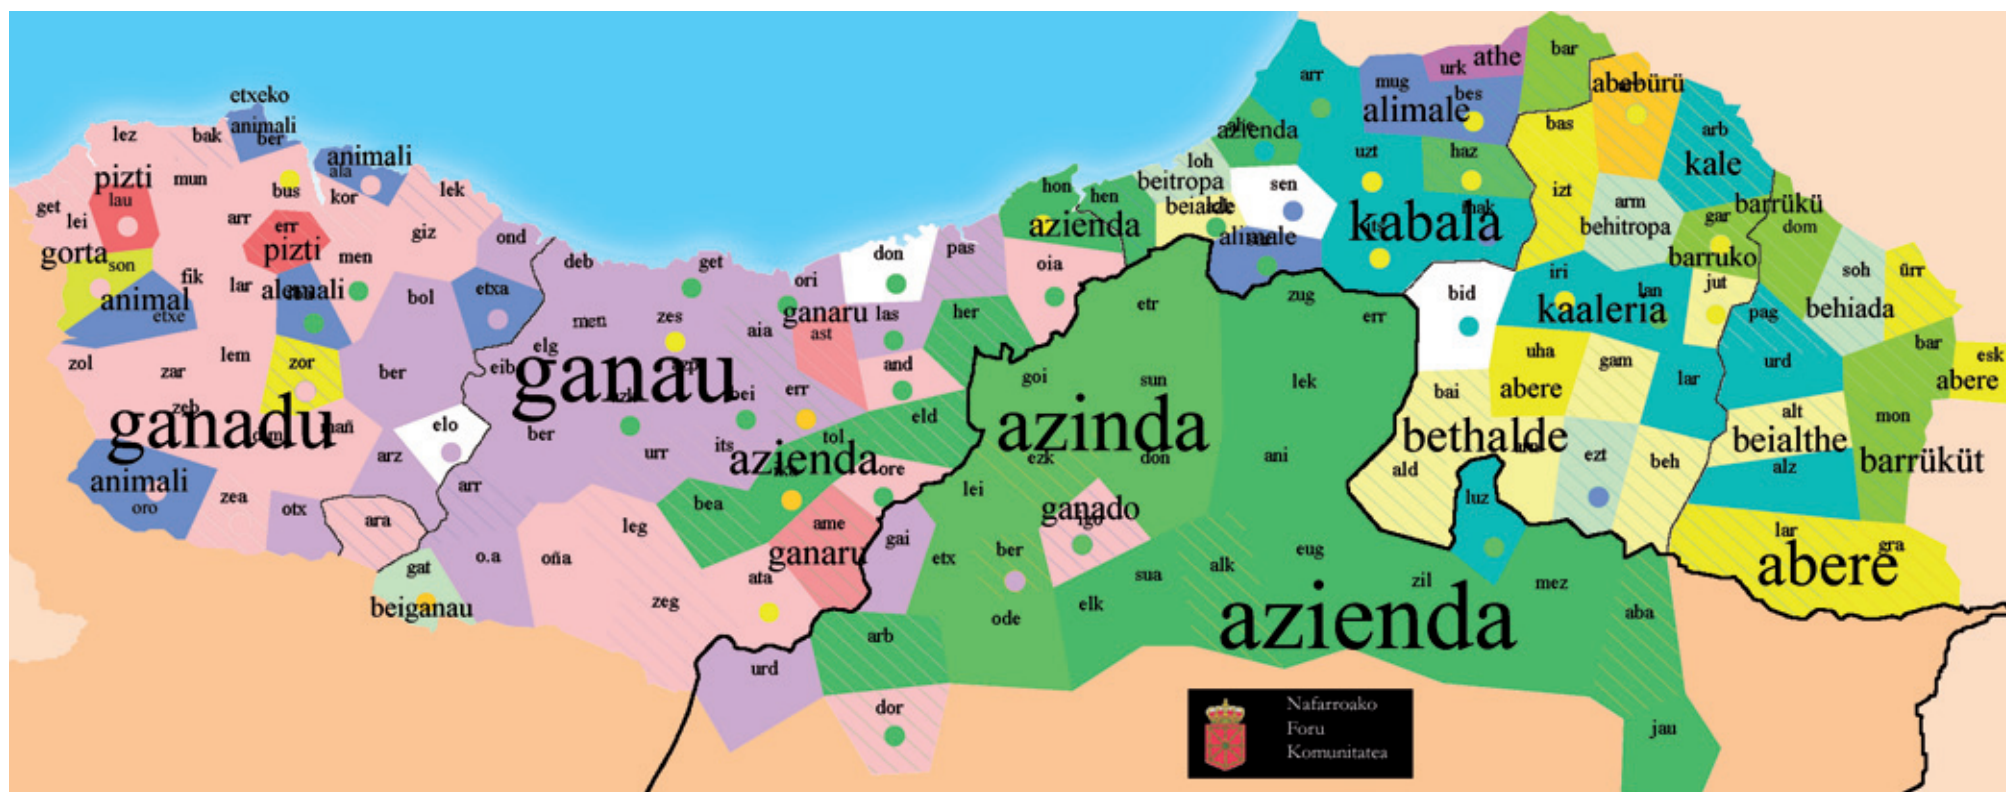 etxeko
animali
ber
lez
bak
mun
pizti
lau
get
lei
gorta
son
animal
etxe
fik
arr
bus
err
pizti
animali
ala
kor
lek
giz
men
lar
alemali
bol
ond
etxa
zol
zar
lem
zor
ber
zeb
ganadu
elo
arz
animali
oro
zea
otx
ara
arr
gat
beiganau
o.a
oña
deb
get
ori
don
pas
men
zes
aia
ganaru
las
ast
her
elg
eib
ganau
bei
err
and
ber
urr
its
tol
azienda
eld
ore
bea
leg
ame
ganaru
ata
zeg
gai
urd
arb
dor
hon
hen
azienda
oia
etr
goi
sun
azinda
ezk
don
lek
ani
lei
ganado
etx
ber
sua
alk
eug
elk
ode
azienda
zil
mez
aba
jau
zug
err
arr
azienda
loh
beitropa
beialde
sen
alimale
mug
urk
athe
bes
alimale
uzt
haz
kabala
bar
bas
izt
abebürü
arb
kale
arm
behitropa
gar
barruko
barrükü
dom
bid
iri
lan
kaaleria
jut
pag
soh
behiada
ürr
uha
abere
gam
lar
urd
bar
esk
abere
bai
bethalde
ald
ezt
beh
luz
alt
beialthe
alz
mon
barrüküt
lar
gra
abere
Nafarroako
Foru
Komunitatea